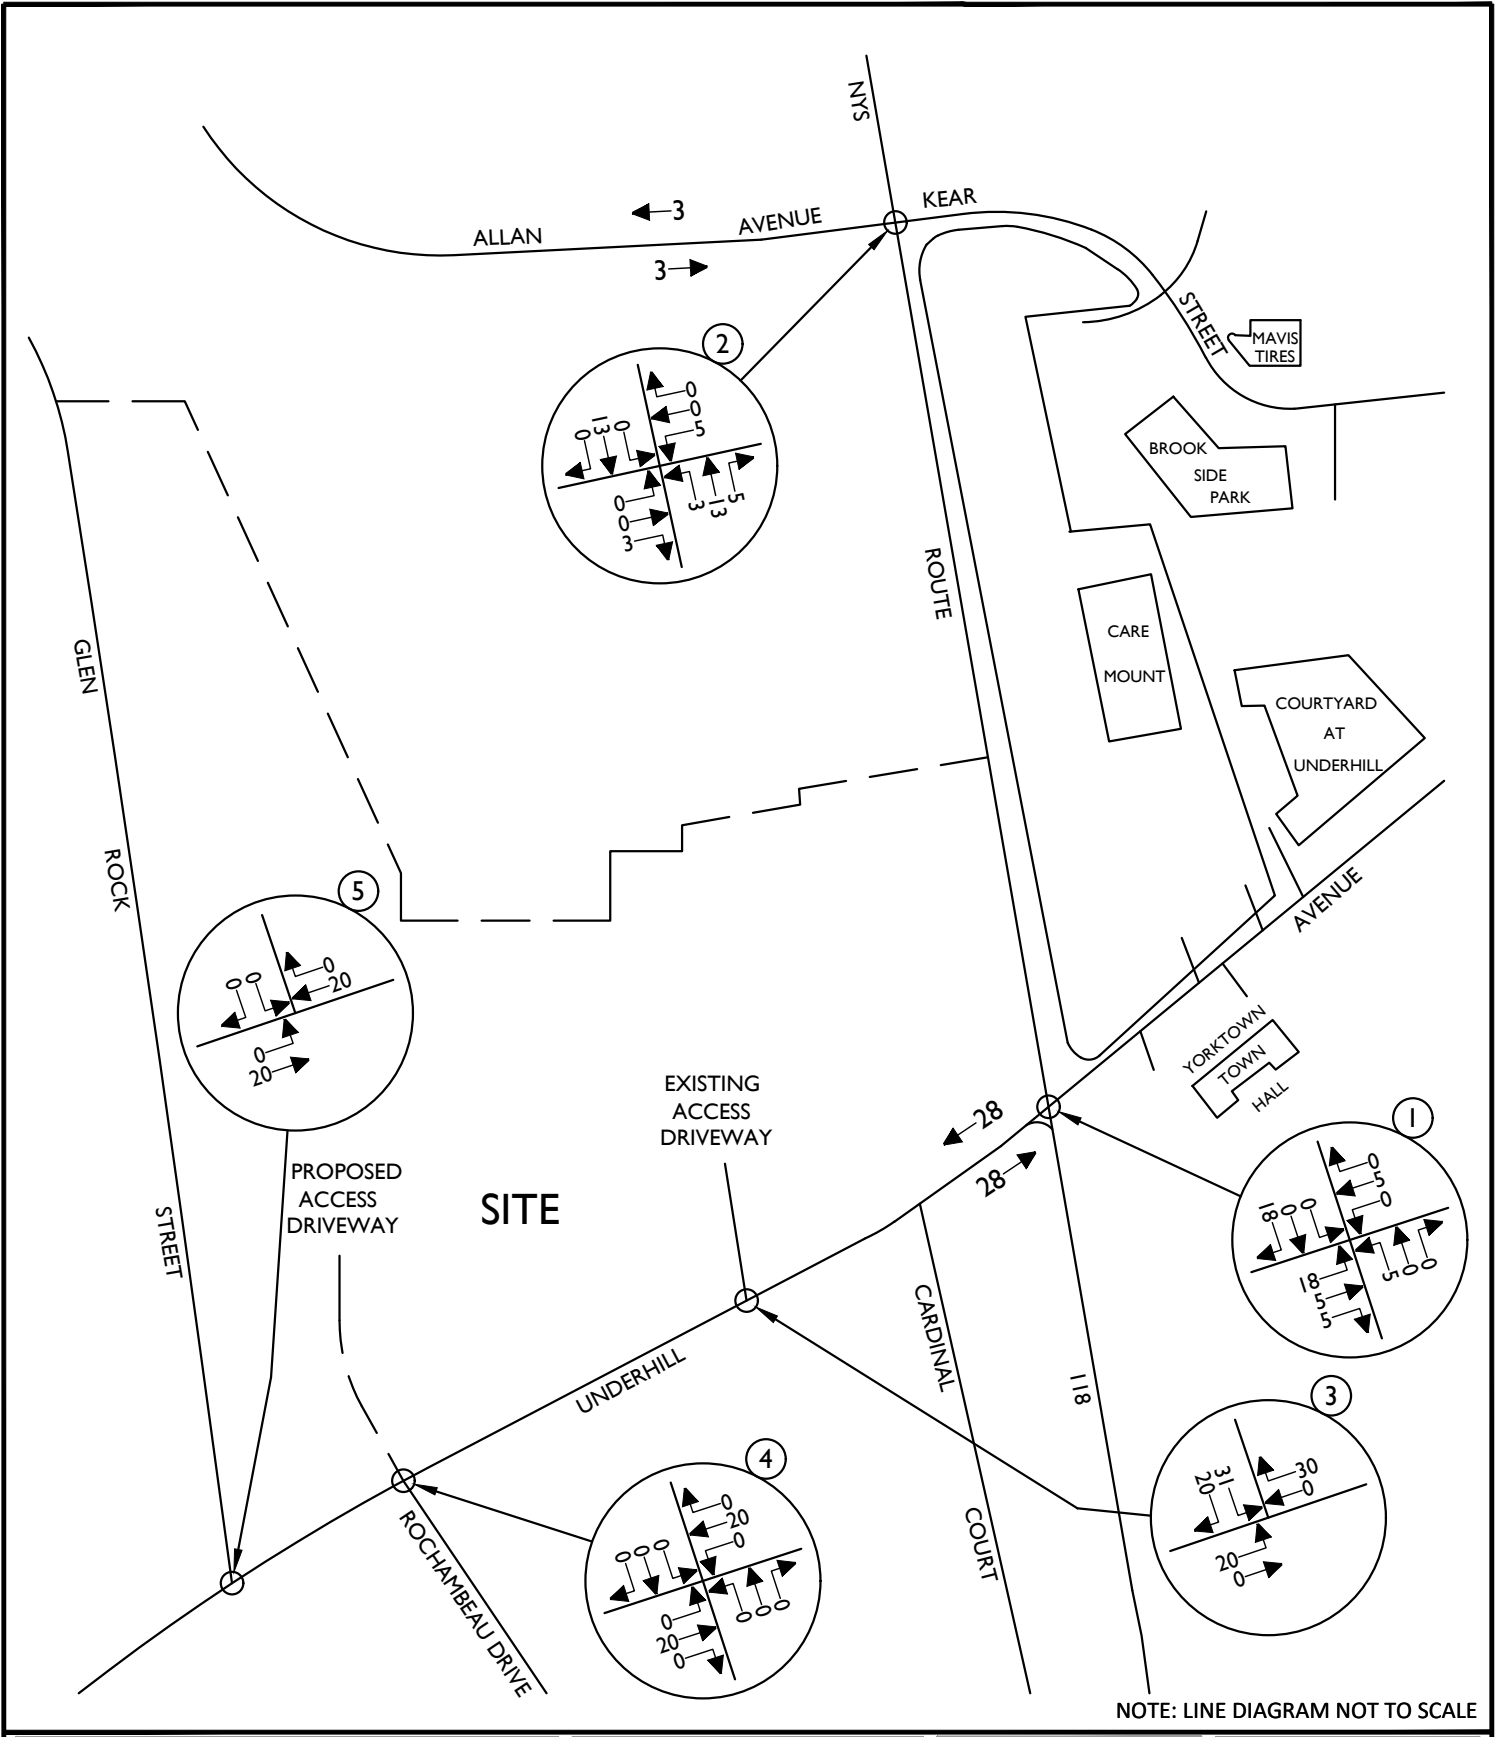 NYS
KEAR
3
AVENUE
ALLAN
3
STREET
MAVIS
TIRES
2
0
0
5
0
13
0
0
0
3
3
13
5
BROOK
SIDE
PARK
ROUTE
CARE
MOUNT
GLEN
COURTYARD
AT
UNDERHILL
ROCK
AVENUE
5
0
20
0
0
0
20
YORKTOWN
TOWN
HALL
EXISTING
ACCESS
DRIVEWAY
28
28
1
0
5
0
18
0
0
18
5
5
5
0
0
PROPOSED
ACCESS
DRIVEWAY
SITE
STREET
CARDINAL
UNDERHILL
118
3
30
0
20
31
20
0
4
0
20
0
0
0
0
0
20
0
0
0
0
COURT
ROCHAMBEAU DRIVE
NOTE: LINE DIAGRAM NOT TO SCALE